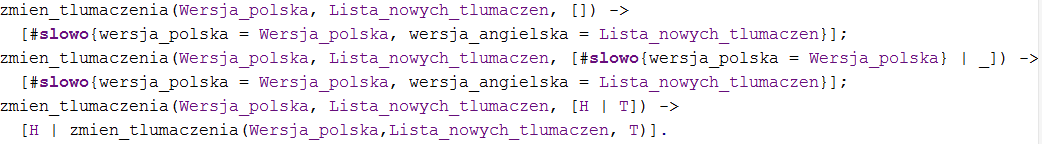 zmien_tlumaczenia(Wersja_polska, Lista_nowych_tlumaczen, []) ->
  [#slowo{wersja_polska = Wersja_polska, wersja_angielska = Lista_nowych_tlumaczen}];
zmien_tlumaczenia(Wersja_polska, Lista_nowych_tlumaczen, [#slowo{wersja_polska = Wersja_polska} | _]) ->
  [#slowo{wersja_polska = Wersja_polska, wersja_angielska = Lista_nowych_tlumaczen}];
zmien_tlumaczenia(Wersja_polska, Lista_nowych_tlumaczen, [H | T]) ->
  [H | zmien_tlumaczenia(Wersja_polska,Lista_nowych_tlumaczen, T)].